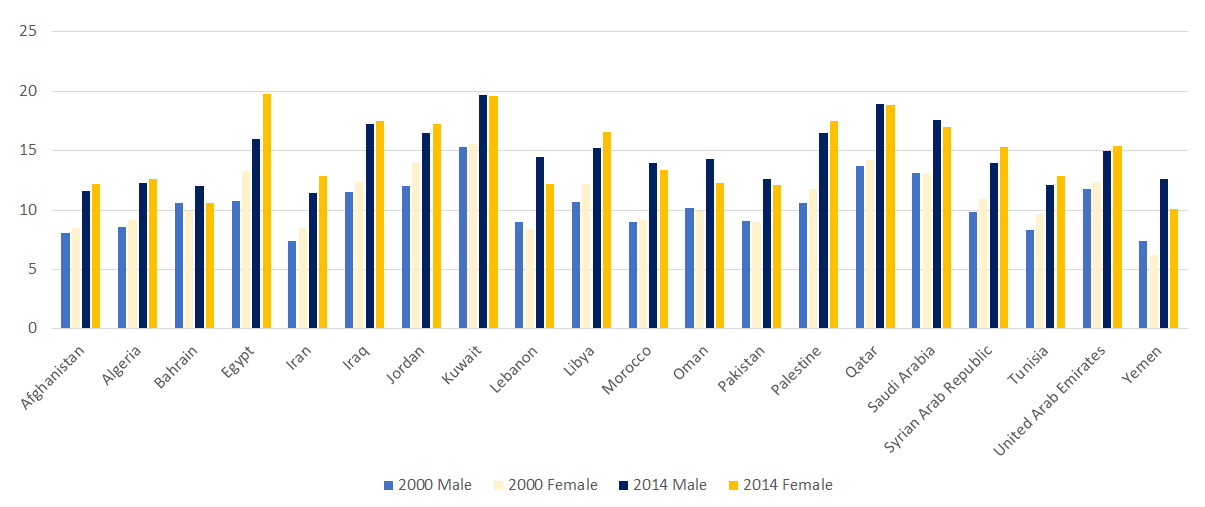 25
20
15
10
5
0
Afghanistan
Algeria
Bahrain
Egypt
Iran
Iraq
Jordan
Kuwait
Lebanon
Libya
Morocco
Oman
Pakistan
Palestine
Qatar
Saudi Arabia
Syrian Arab Republic
Tunisia
United Arab Emirates
Yemen
2000 Male 2000 Female 2014 Male 2014 Female